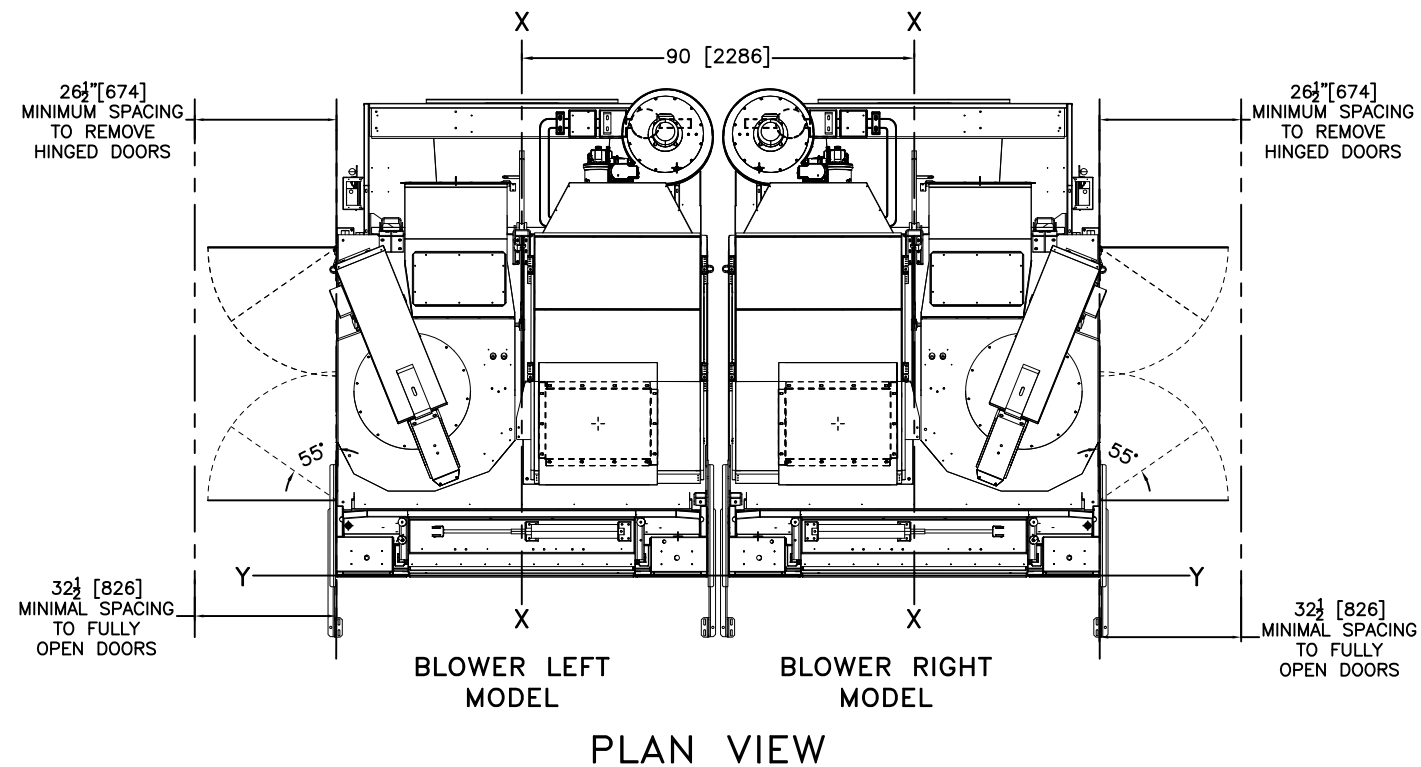 X
X
90 [2286]
26½"[674]
MINIMUM SPACING
TO REMOVE
HINGED DOORS
26½"[674]
MINIMUM SPACING
TO REMOVE
HINGED DOORS
55°
55°
Y
Y
32½ [826]
MINIMAL SPACING
TO FULLY
OPEN DOORS
X
X
32½ [826]
MINIMAL SPACING
TO FULLY
OPEN DOORS
BLOWER LEFT
MODEL
BLOWER RIGHT
MODEL
PLAN VIEW